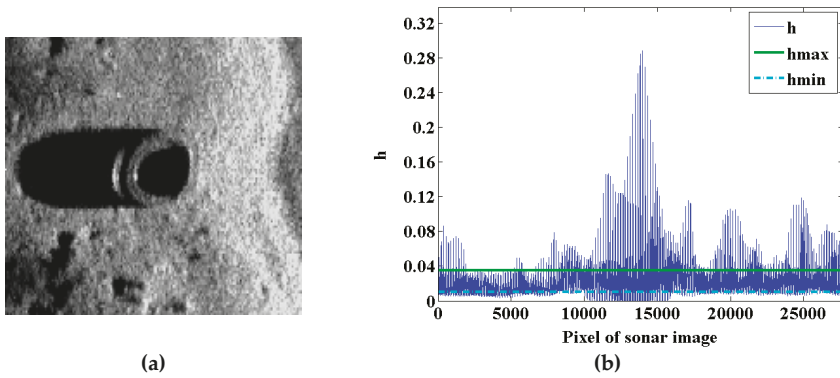 0.32
0.28
0.24
0.2
0.16
0.12
0.08
0.04
0
h
0 5000 10000 15000 20000 25000
Pixel of sonar image
h
hmax
hmin
(a)
(b)